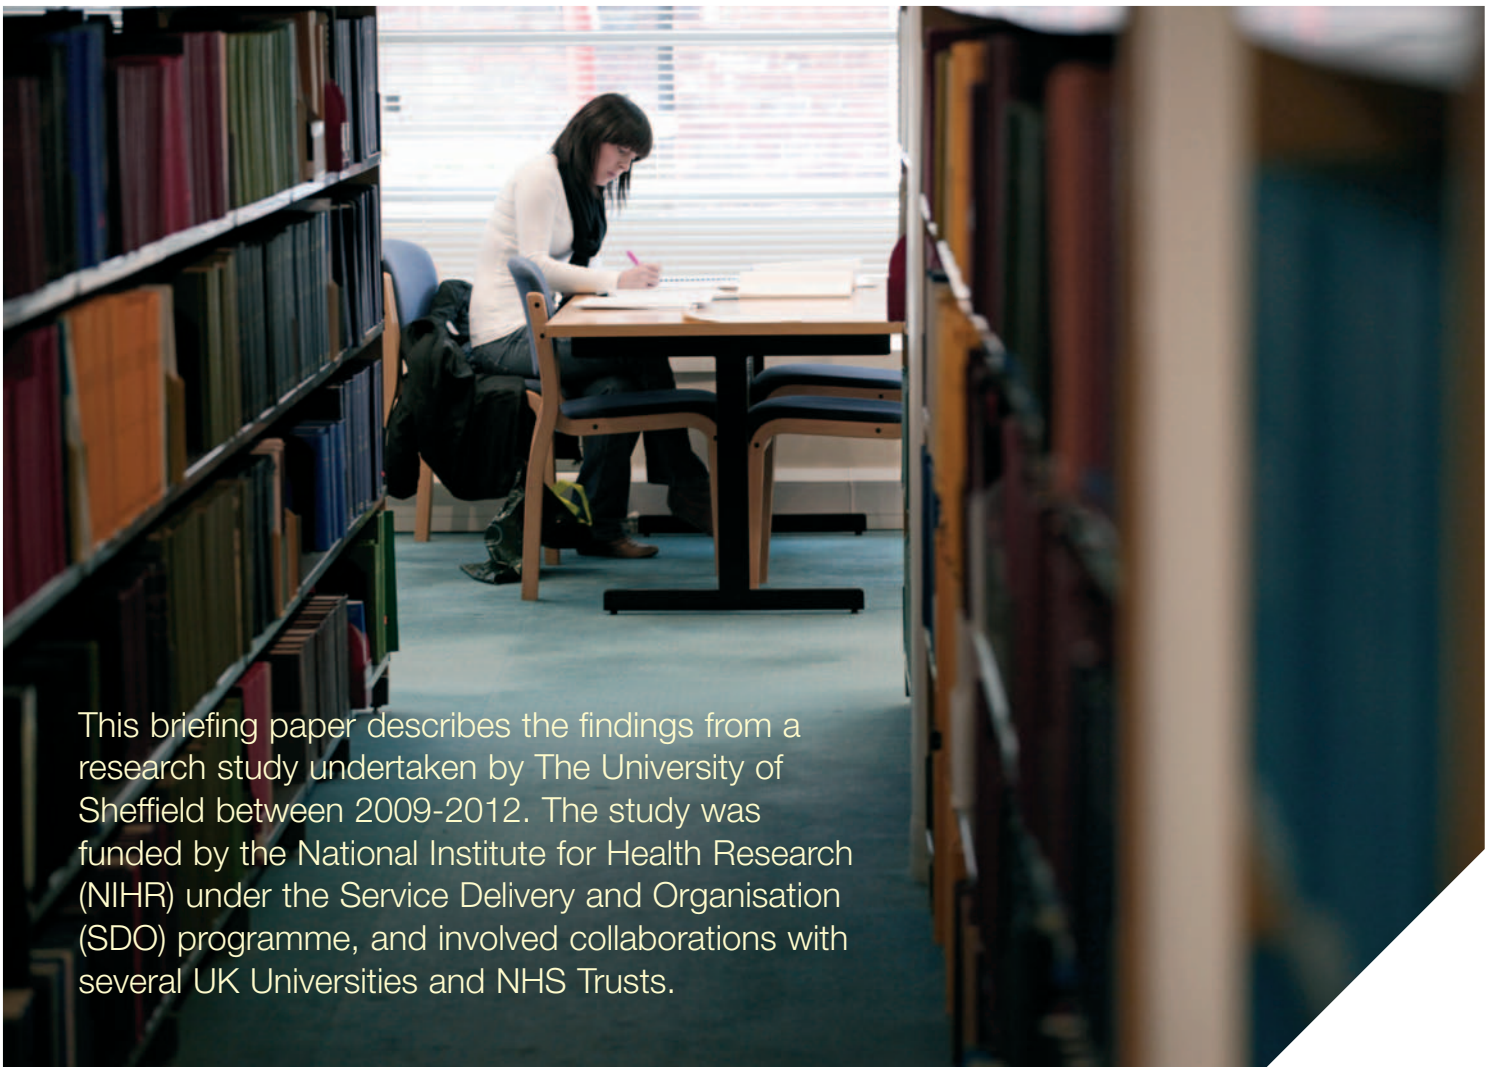 This briefing paper describes the findings from a
research study undertaken by The University of
Sheffield between 2009-2012. The study was
funded by the National Institute for Health Research
(NIHR) under the Service Delivery and Organisation
(SDO) programme, and involved collaborations with
several UK Universities and NHS Trusts.